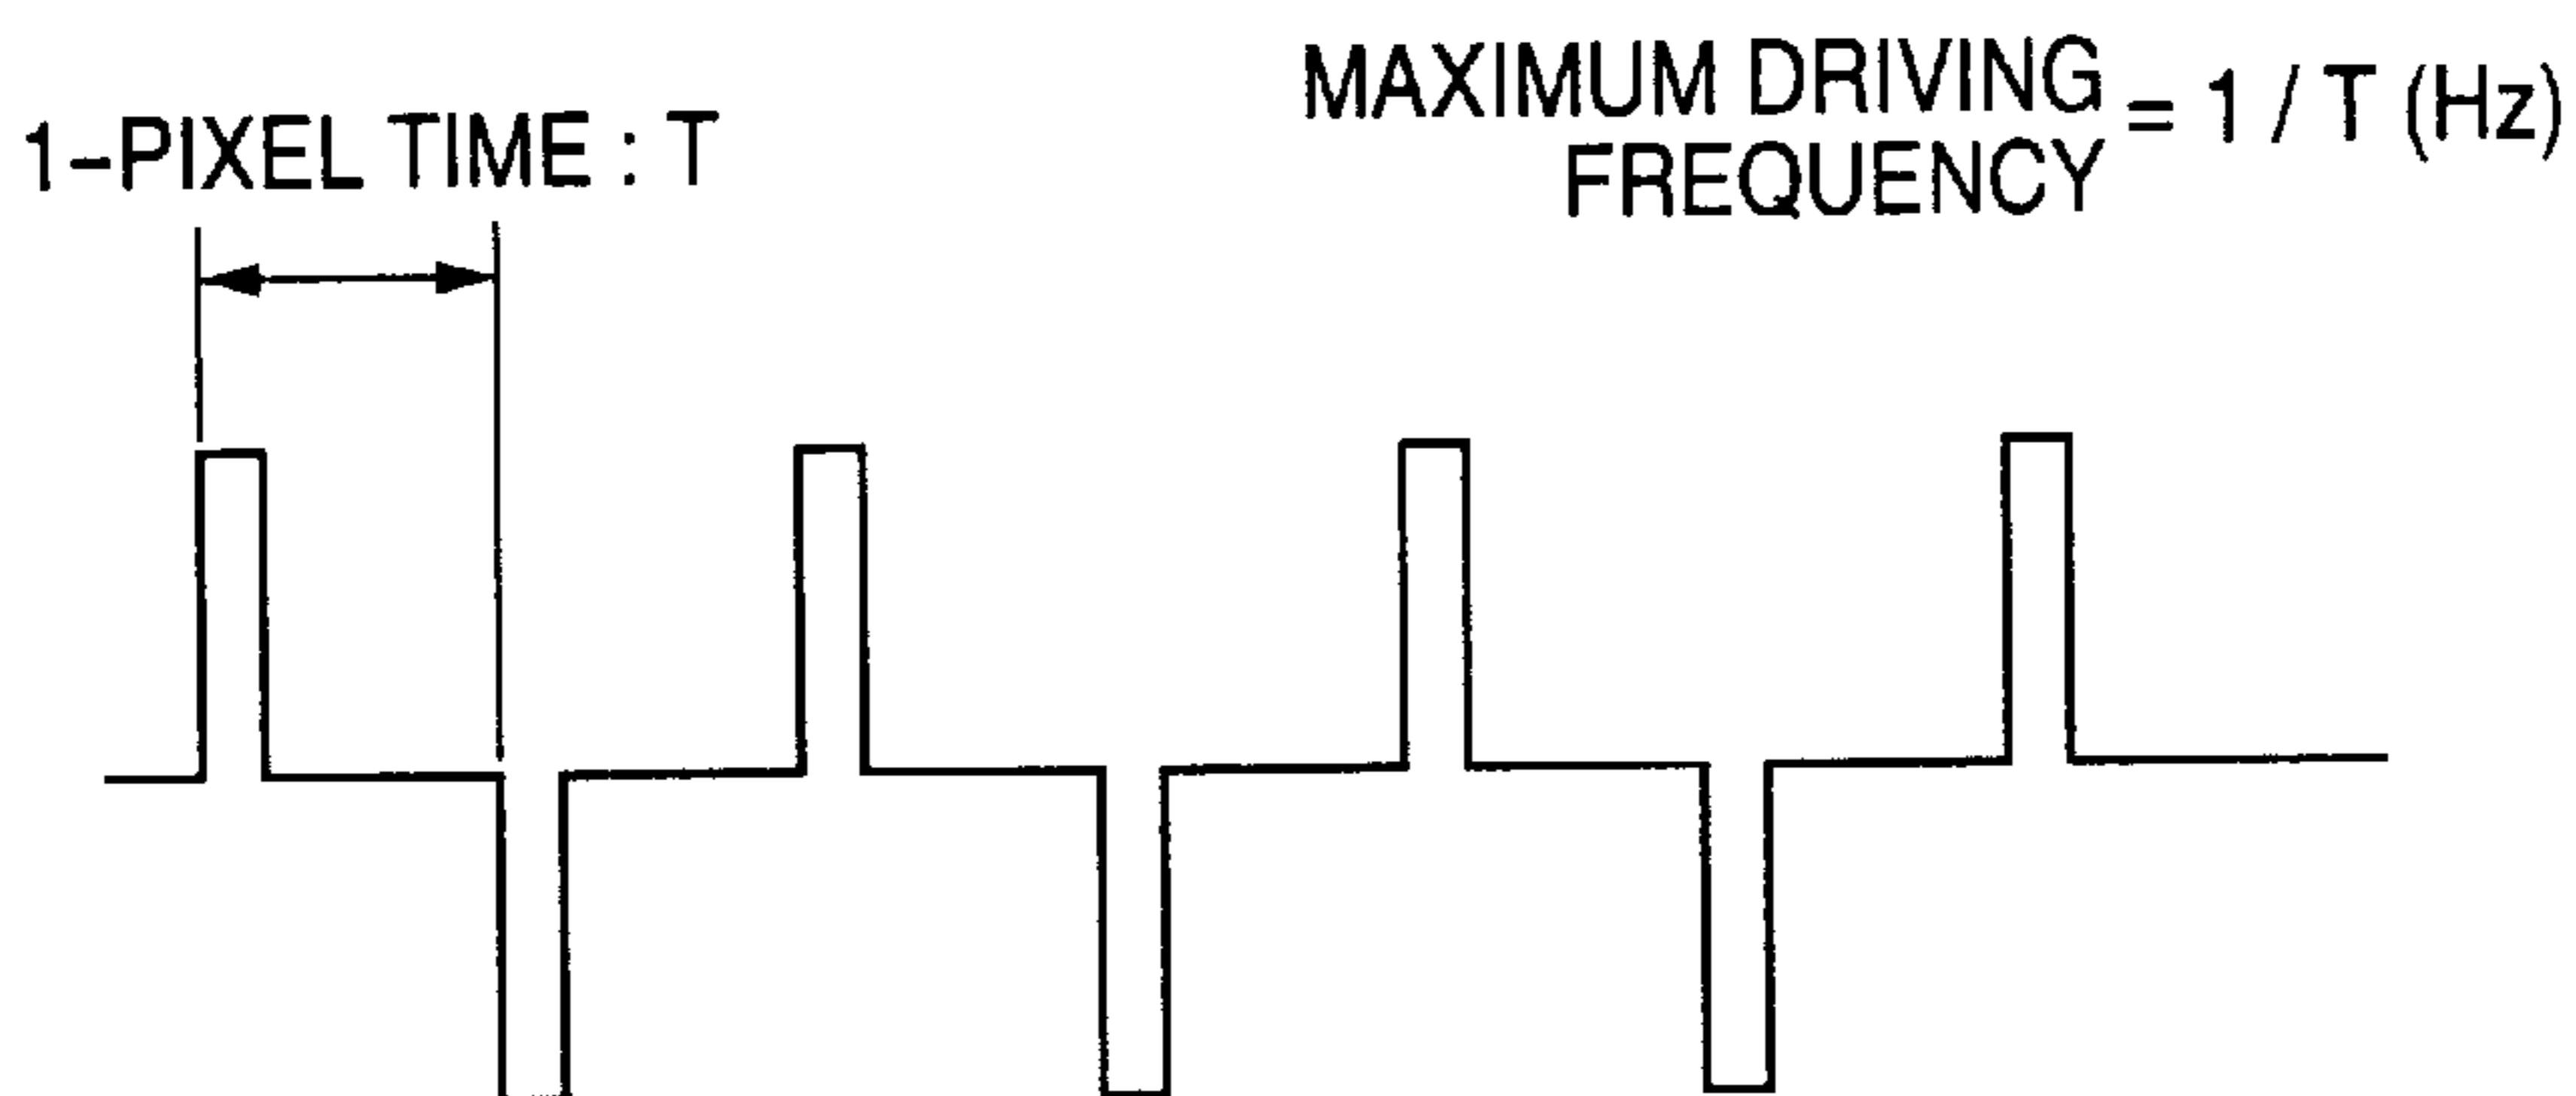 1-PIXEL TIME : T
MAXIMUM DRIVING
FREQUENCY = 1 / T (Hz)